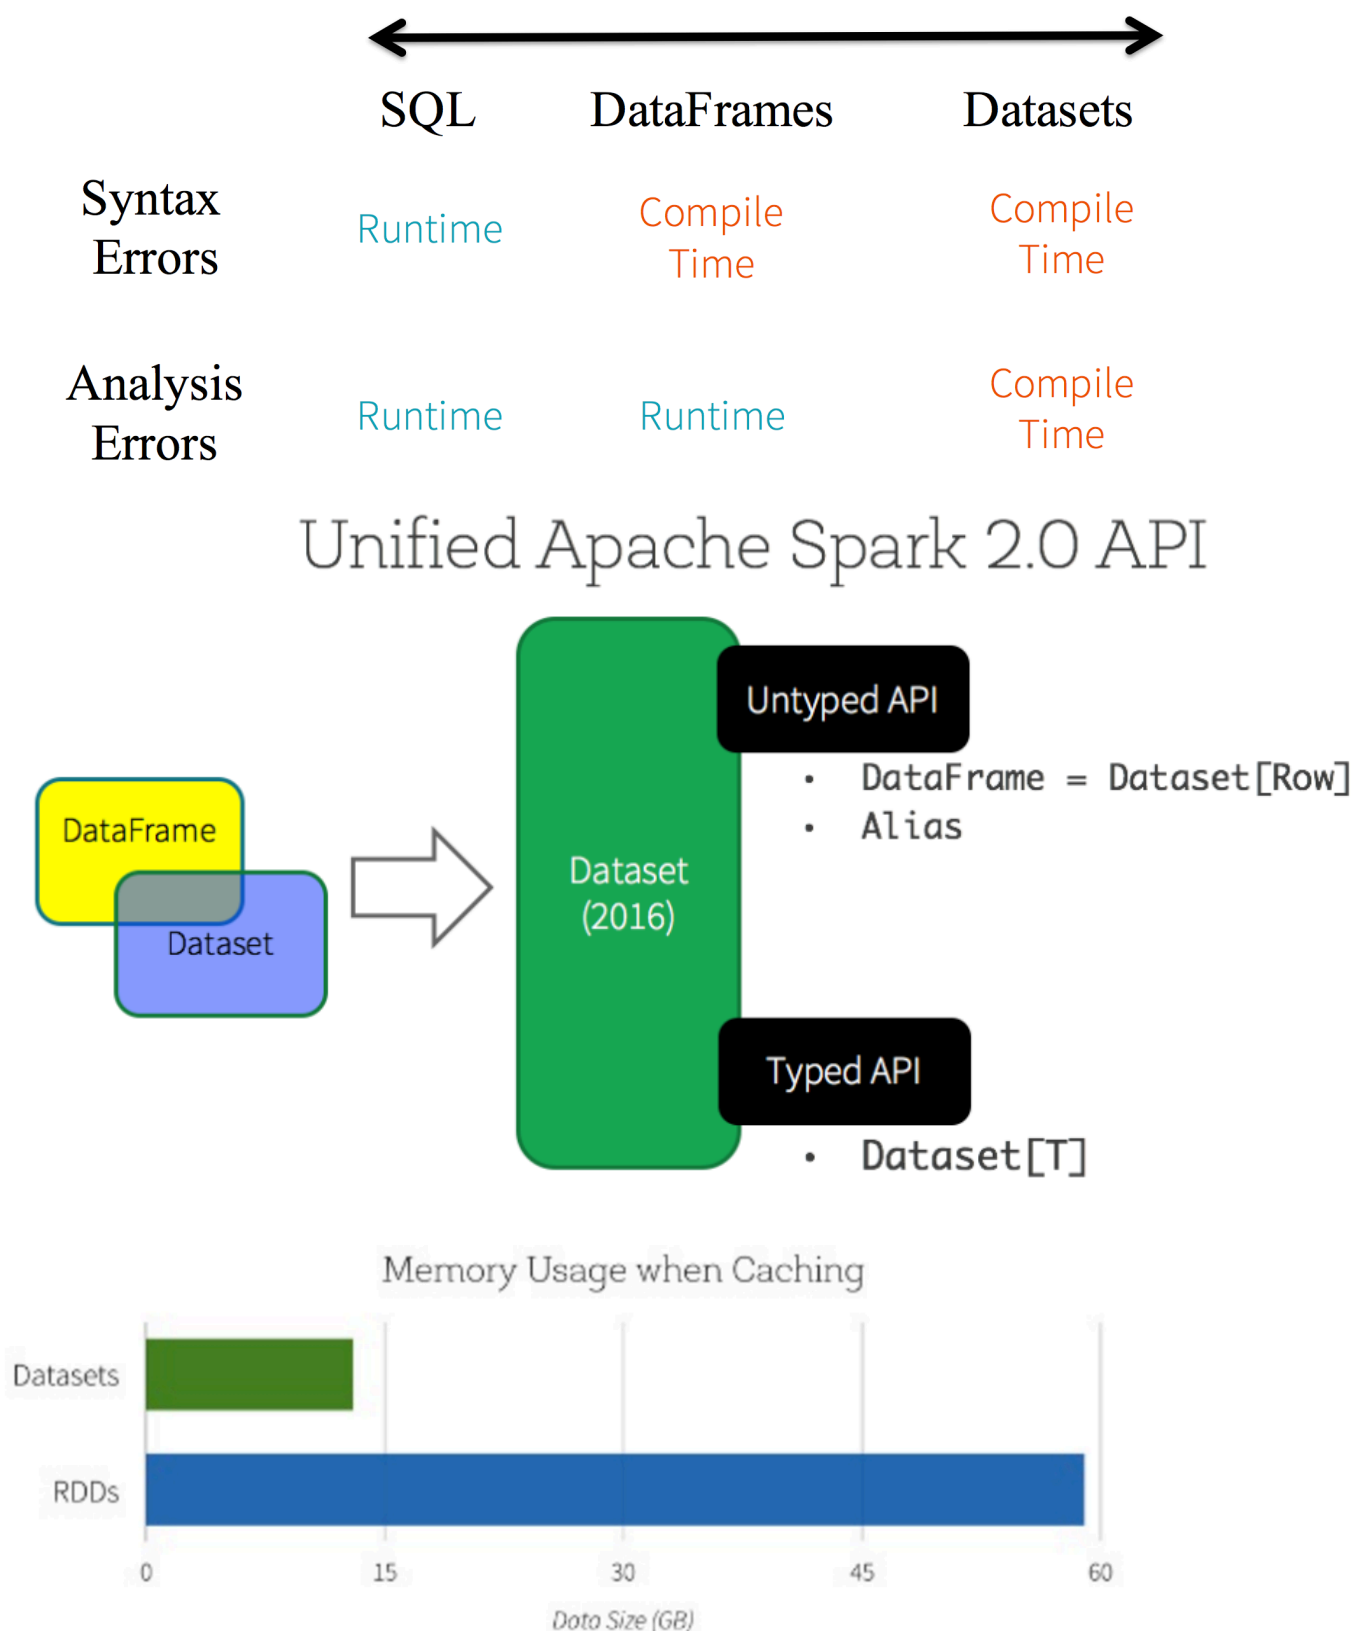 SQL DataFrames Datasets
Syntax
Errors
Runtime
Compile
Time
Compile
Time
Analysis
Errors
Runtime
Runtime
Compile
Time
Unified Apache Spark 2.0 API
DataFrame
Dataset
Dataset
(2016)
Untyped API
• DataFrame = Dataset[Row]
• Alias
Typed API
• Dataset[T]
Memory Usage when Caching
Datasets
RDDs
0 15 30 45 60
Data Size (GB)